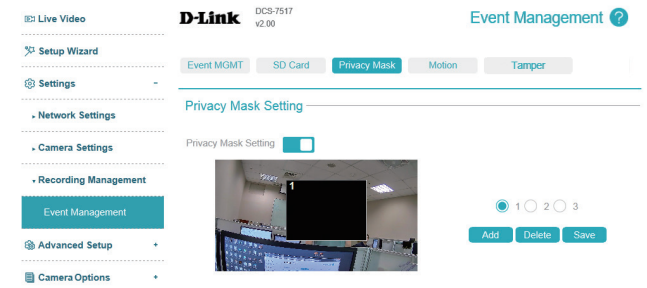 Live Video
Setup Wizard
Settings -
Network Settings
Camera Settings
Recording Management
Event Management
Advanced Setup +
Camera Options +
D-Link DCS-7517
v2.00
Event Management ?
Event MGMT SD Card Privacy Mask Motion Tamper
Privacy Mask Setting
Privacy Mask Setting
1
1 2 3
Add Delete Save